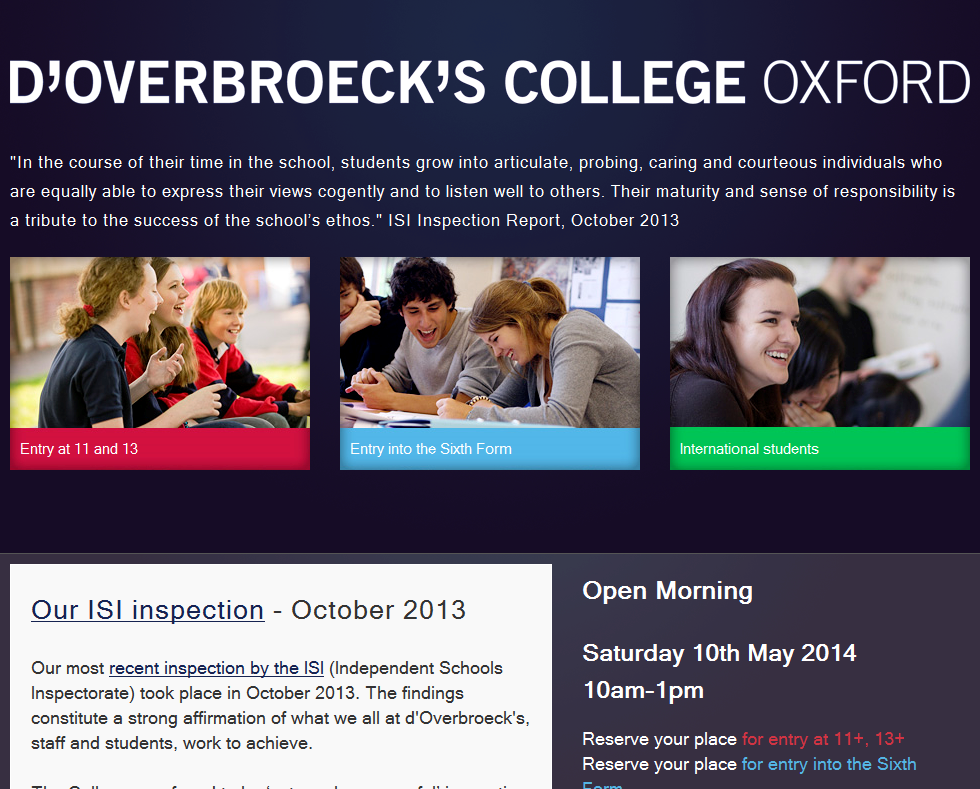 D'OVERBROECK'S COLLEGE OXFORD
"In the course of their time in the school, students grow into articulate, probing, caring and courteous individuals who
are equally able to express their views cogently and to listen well to others. Their maturity and sense of responsibility is
a tribute to the success of the school's ethos." ISI Inspection Report, October 2013
Entry at 11 and 13
Entry into the Sixth Form
International students
Our ISI inspection - October 2013
Our most recent inspection by the ISI (Independent Schools
Inspectorate) took place in October 2013. The findings
constitute a strong affirmation of what we all at d'Overbroeck's,
staff and students, work to achieve.
Open Morning
Saturday 10th May 2014
10am-1pm
Reserve your place for entry at 11+, 13+
Reserve your place for entry into the Sixth
Form